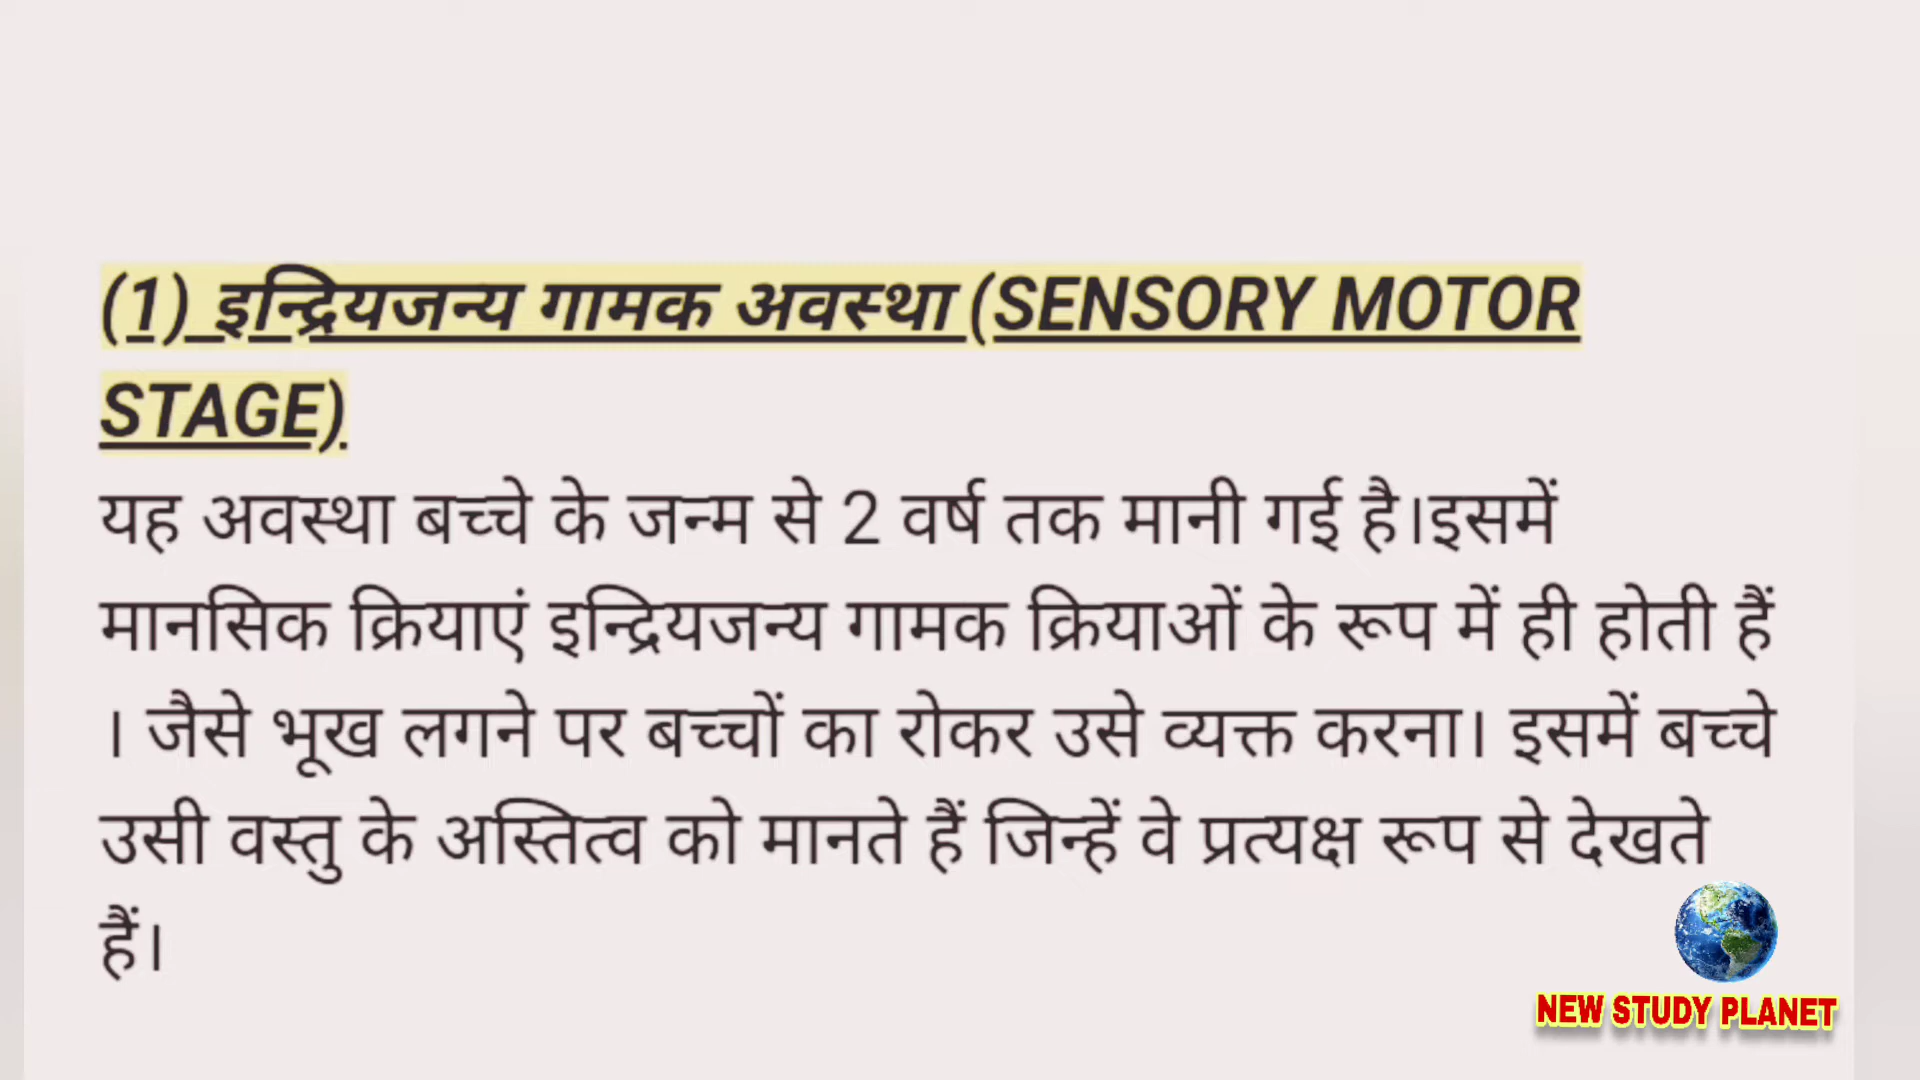 (1) इन्द्रियजन्य गामक अवस्था (SENSORY MOTOR
STAGE)
यह अवस्था बच्चे के जन्म से 2 वर्ष तक मानी गई है।इसमें
मानसिक क्रियाएं इन्द्रियजन्य गामक क्रियाओं के रूप में ही होती हैं
। जैसे भूख लगने पर बच्चों का रोकर उसे व्यक्त करना। इसमें बच्चे
उसी वस्तु के अस्तित्व को मानते हैं जिन्हें वे प्रत्यक्ष रूप से देखते
हैं।
NEW STUDY PLANET